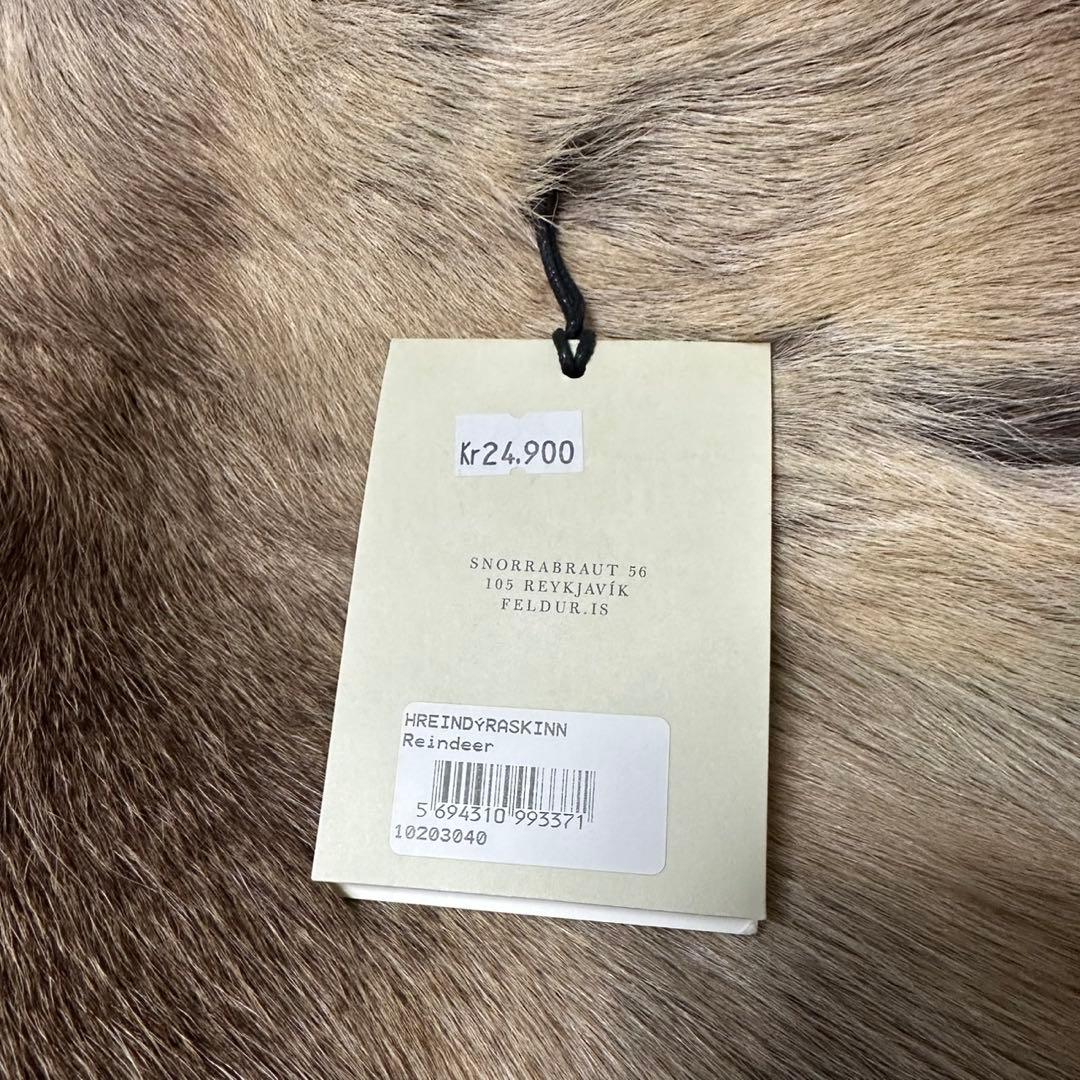 Kr24.900
SNORRABRAUT 56
105 REYKJAVÍK
FELDUR.IS
HREINDýRASKINN
Reindeer
5 694310 993371
10203040